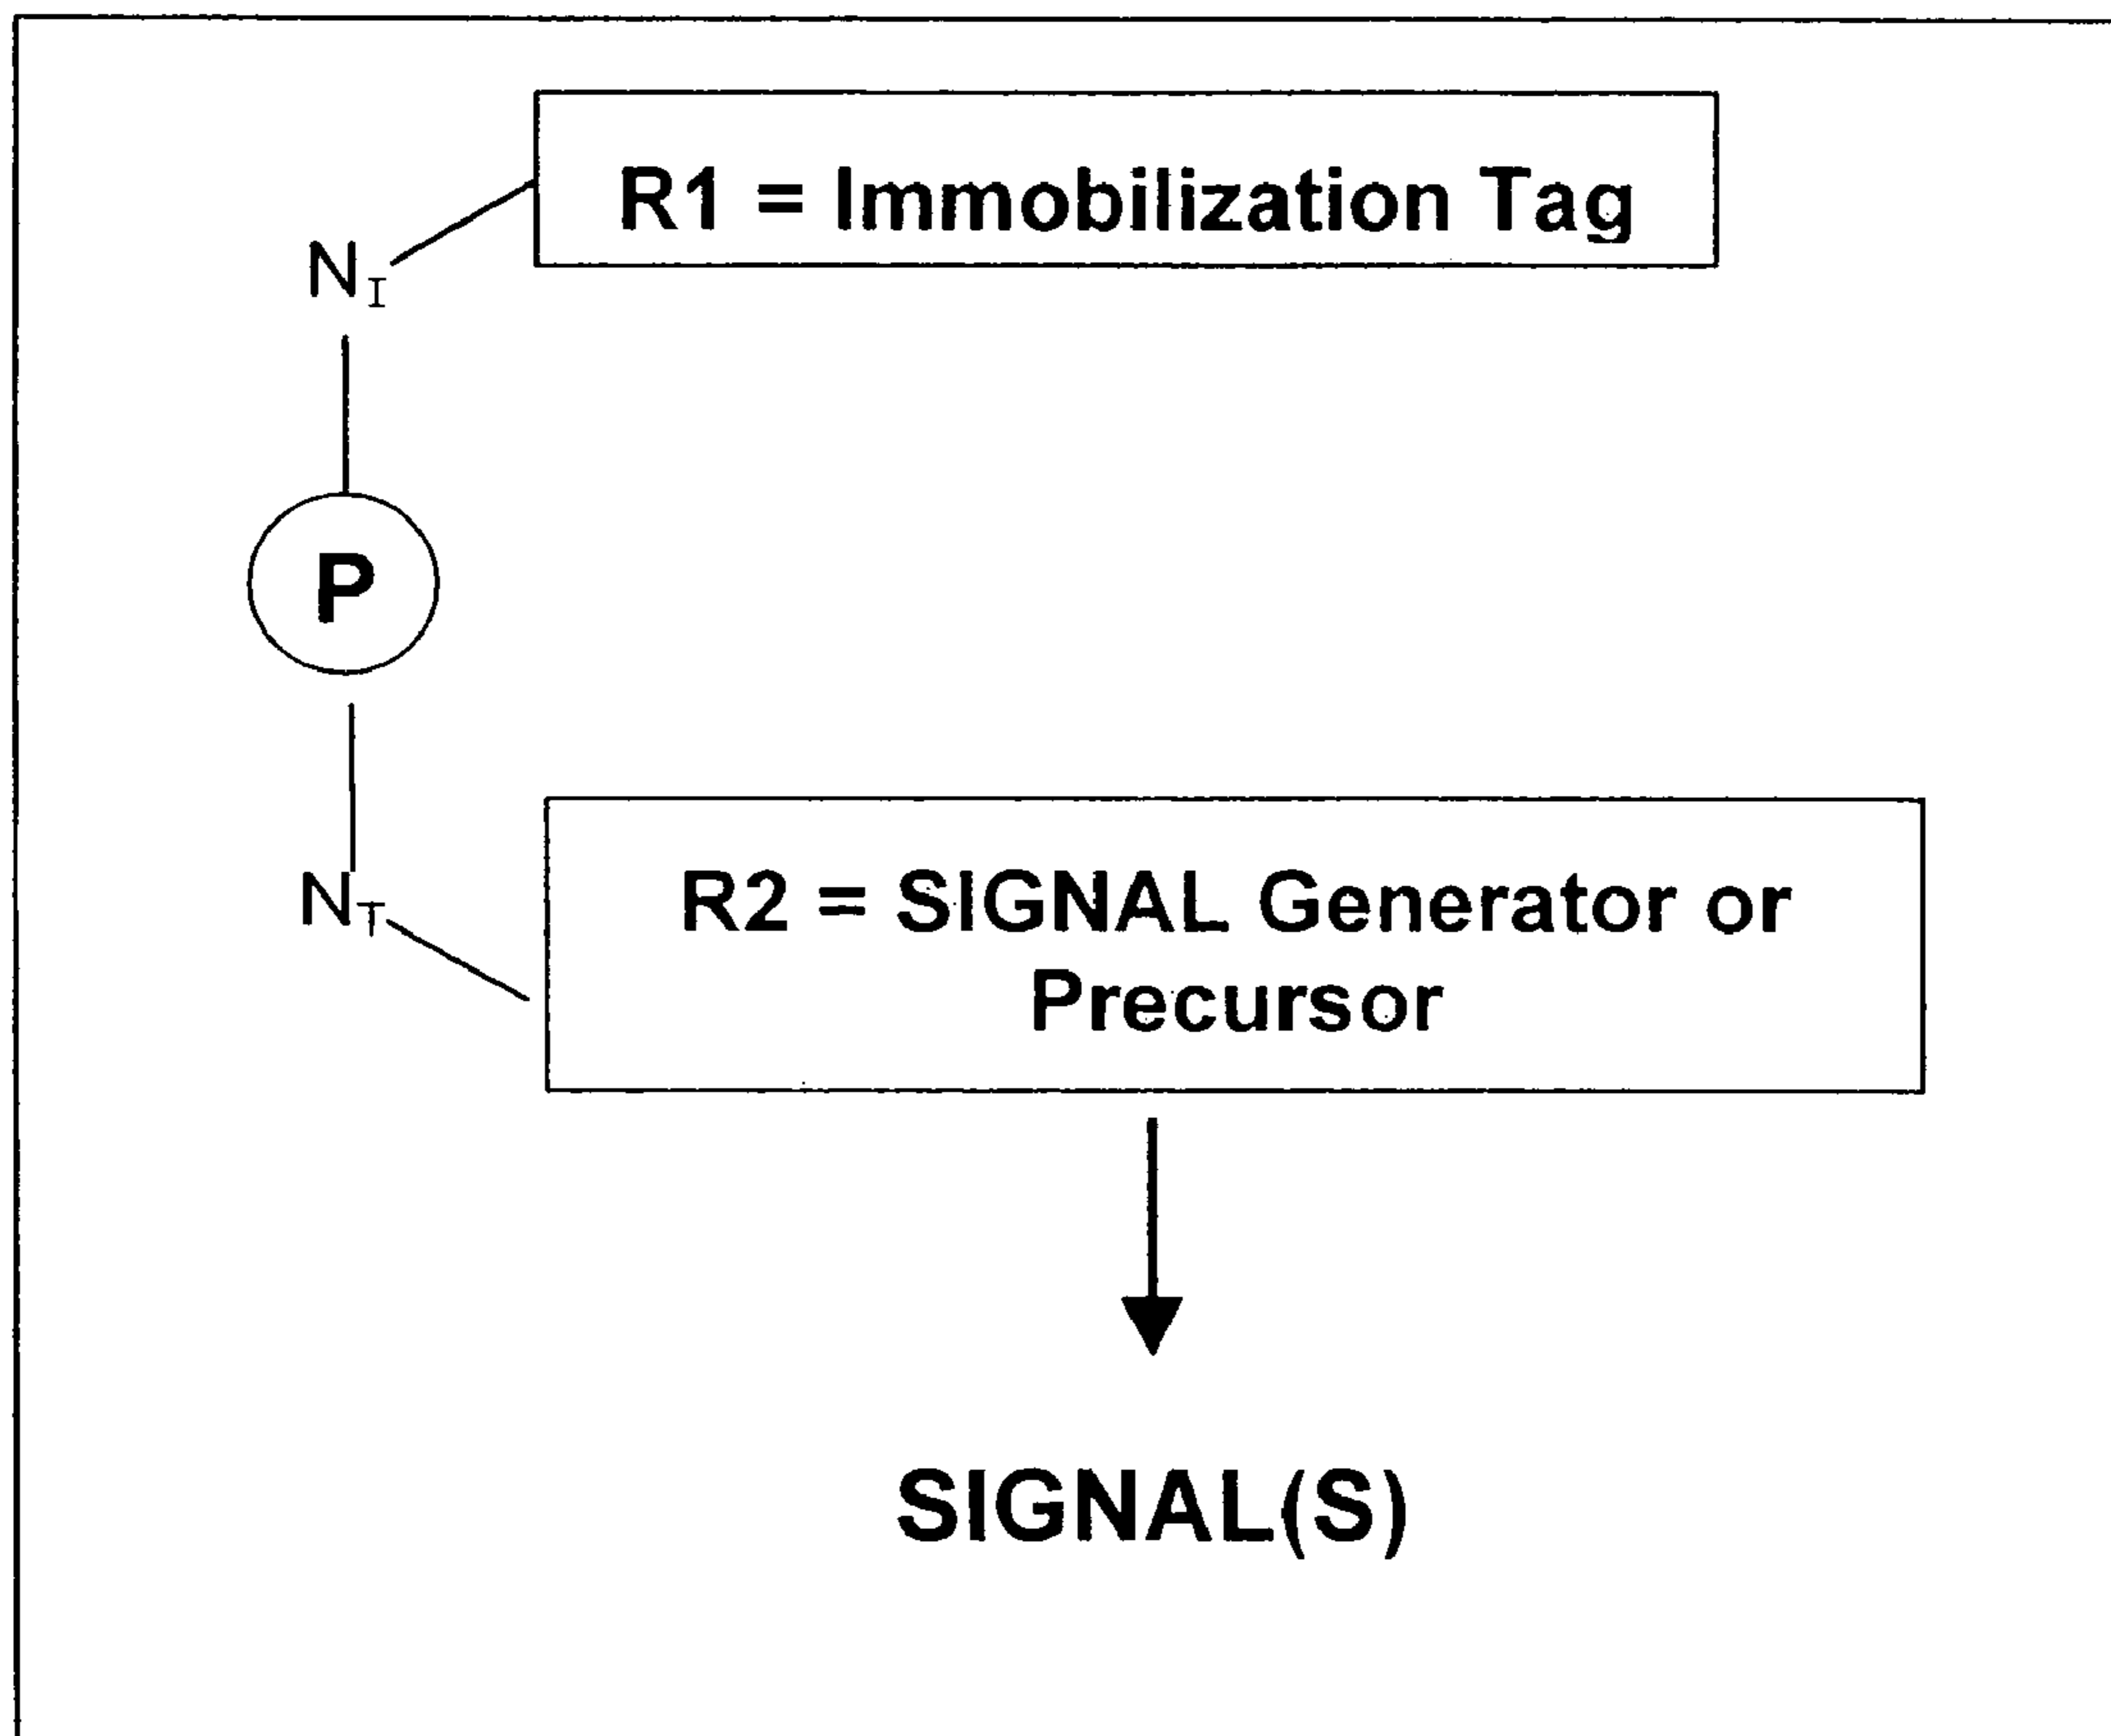 R1 = Immobilization Tag
N_I
P
N_T
R2 = SIGNAL Generator or
Precursor
SIGNAL(S)